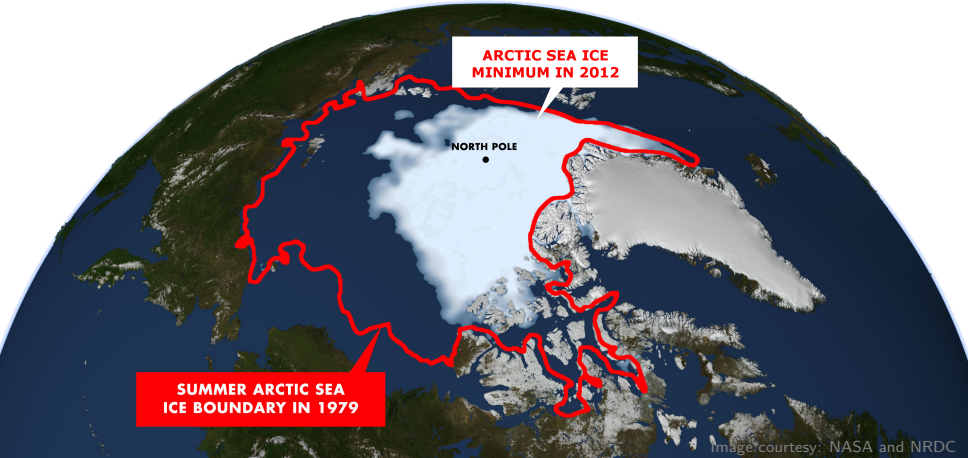 ARCTIC SEA ICE
MINIMUM IN 2012
NORTH POLE
SUMMER ARCTIC SEA
ICE BOUNDARY IN 1979
image courtesy: NASA and NRDC